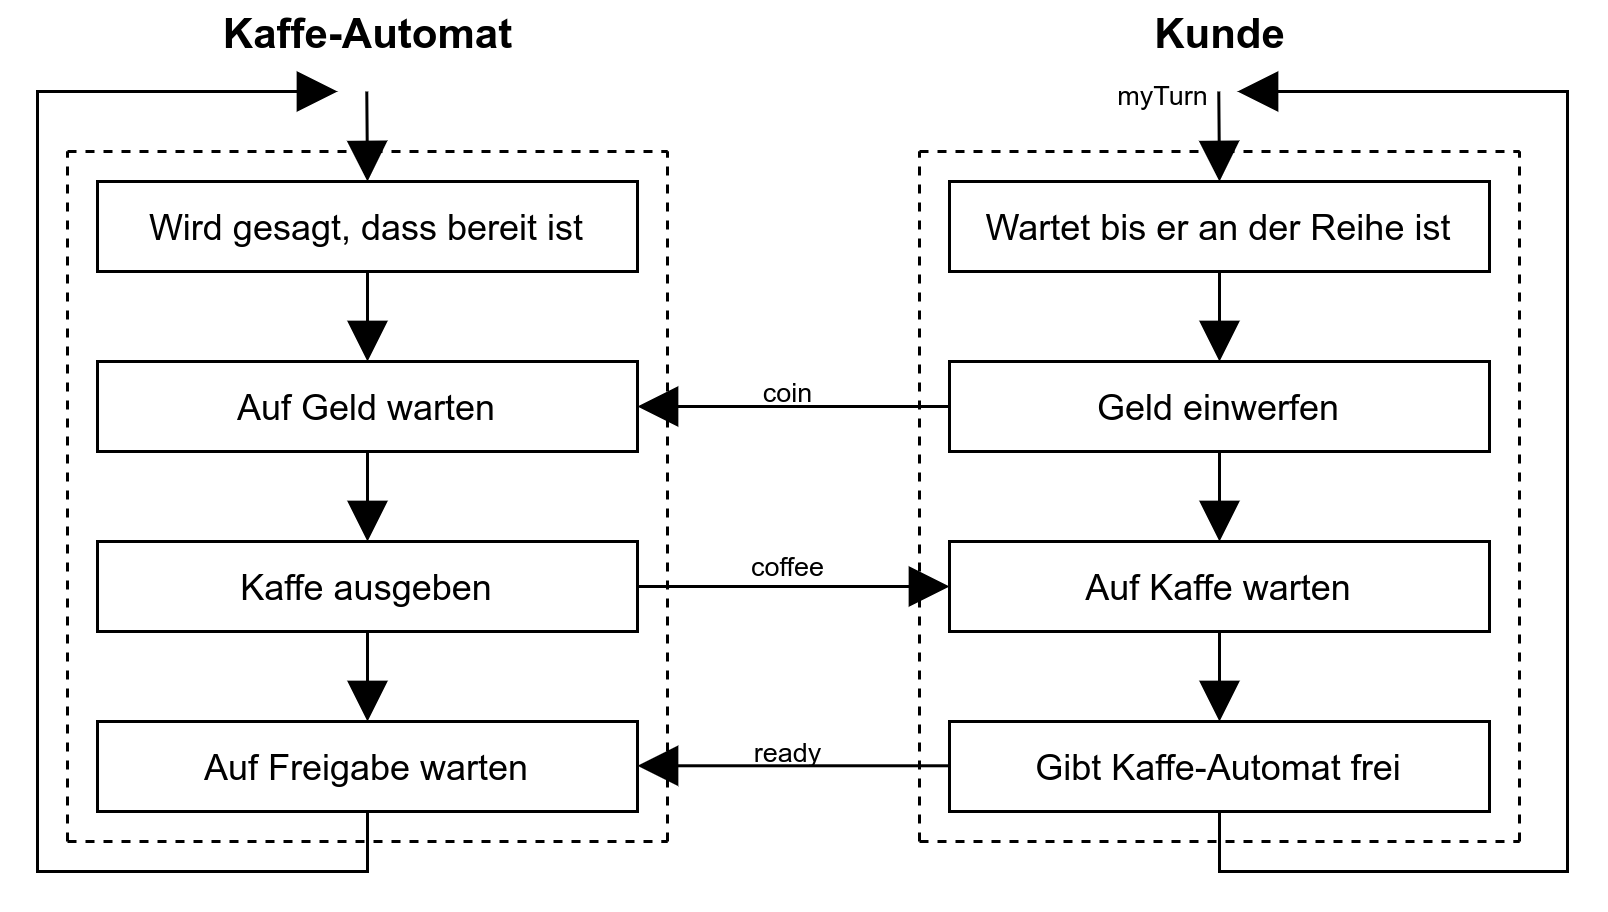 Kaffe-Automat
Kunde
myTurn
Wird gesagt, dass bereit ist
Wartet bis er an der Reihe ist
Auf Geld warten
coin
Geld einwerfen
Kaffe ausgeben
coffee
Auf Kaffe warten
Auf Freigabe warten
ready
Gibt Kaffe-Automat frei